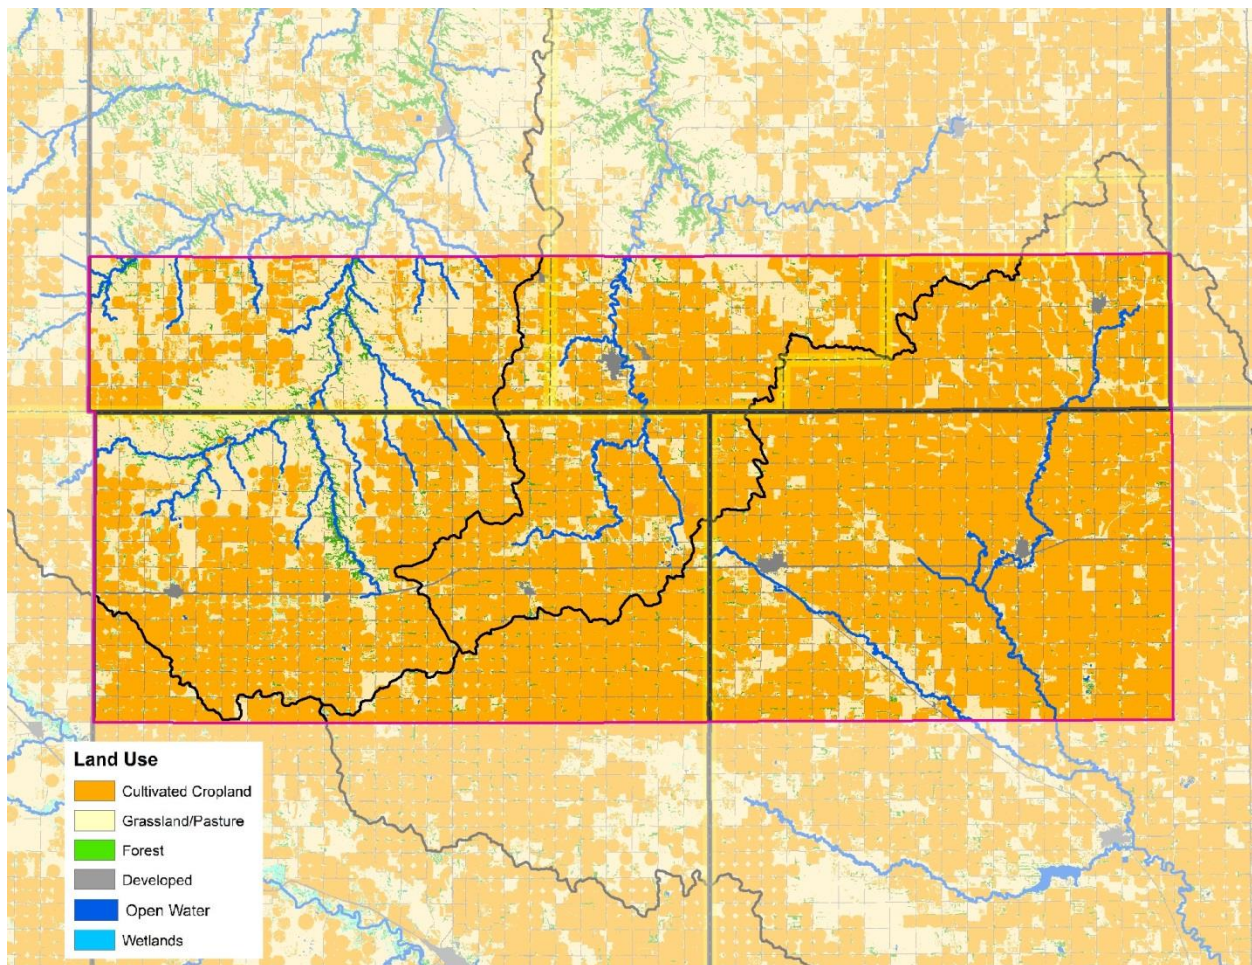 Land Use
Cultivated Cropland
Grassland/Pasture
Forest
Developed
Open Water
Wetlands